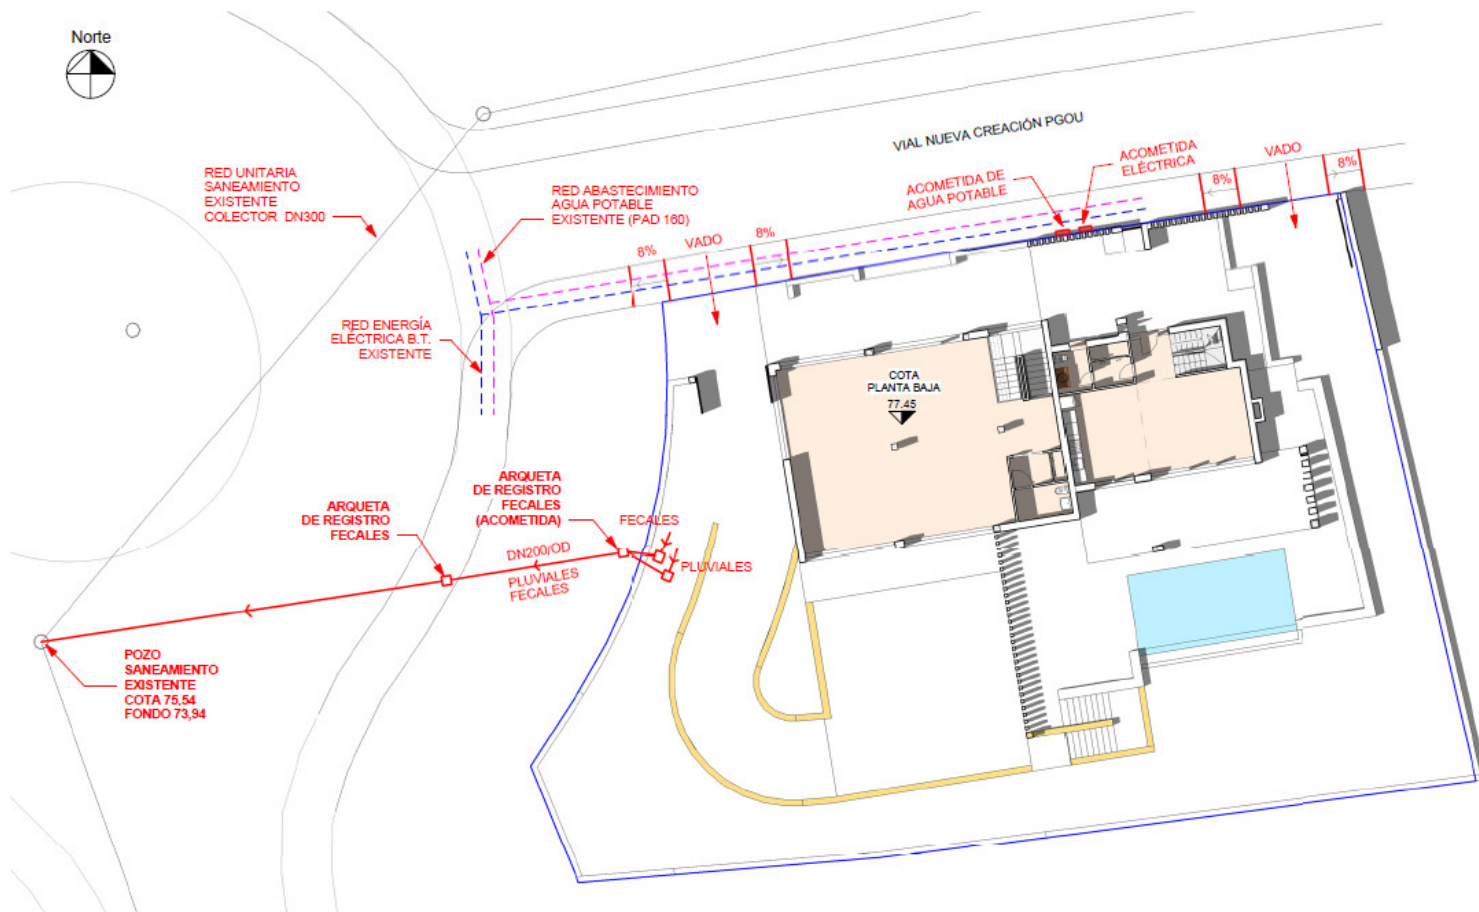 Norte
VIAL NUEVA CREACIÓN PGOU
RED UNITARIA
SANEAMIENTO
EXISTENTE
COLECTOR DN300
RED ABASTECIMIENTO
AGUA POTABLE
EXISTENTE (PAD 160)
ACOMETIDA DE
AGUA POTABLE
ACOMETIDA
ELÉCTRICA
8%
VADO
8%
8%
VADO
8%
RED ENERGÍA
ELÉCTRICA B.T.
EXISTENTE
COTA
PLANTA BAJA
77.45
ARQUETA
DE REGISTRO
FECALES
ARQUETA
DE REGISTRO
FECALES
(ACOMETIDA)
FECALES
PLUVIALES
DN200/OD
PLUVIALES
FECALES
POZO
SANEAMIENTO
EXISTENTE
COTA 75,54
FONDO 73,94